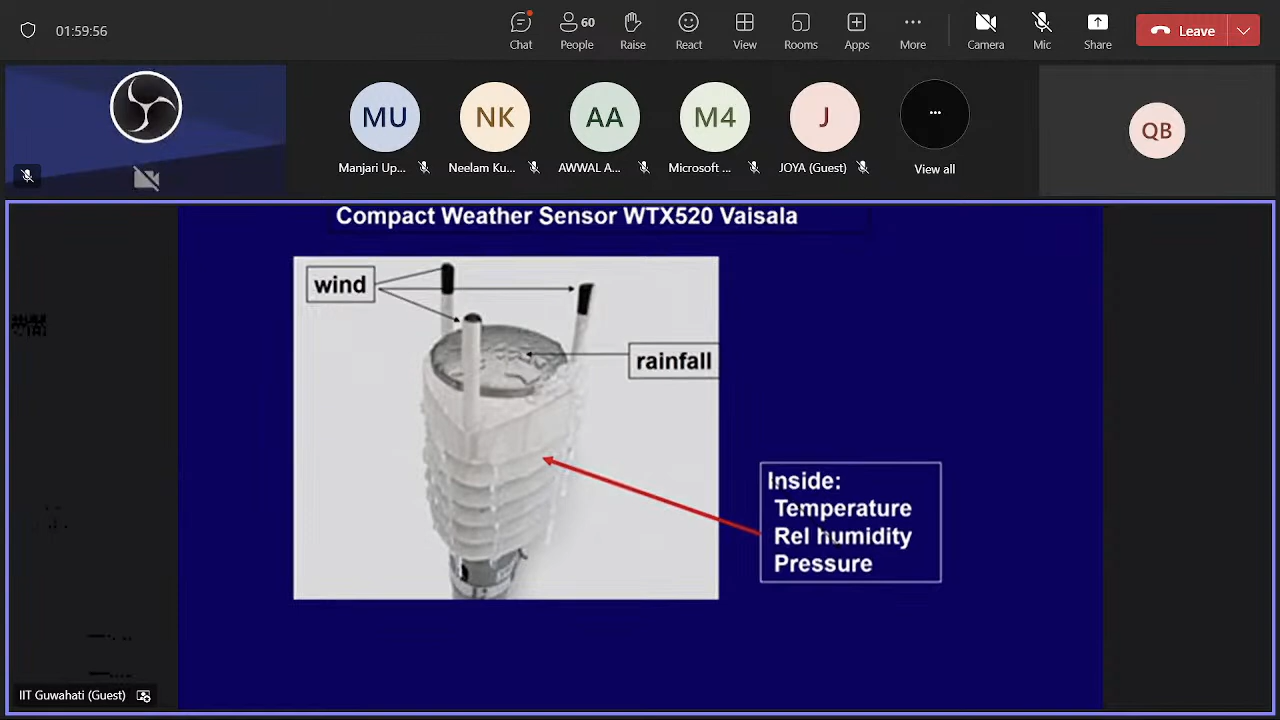 01:59:56
Chat
60
People
Raise
React
View
Rooms
Apps
More
Camera
Mic
Share
Leave
MU
NK
AA
M4
J
QB
Manjari Up...
Neelam Ku...
AWWAL A...
Microsoft ...
JOYA (Guest)
View all
Compact Weather Sensor WTX520 Vaisala
wind
rainfall
Inside:
Temperature
Rel humidity
Pressure
IIT Guwahati (Guest)